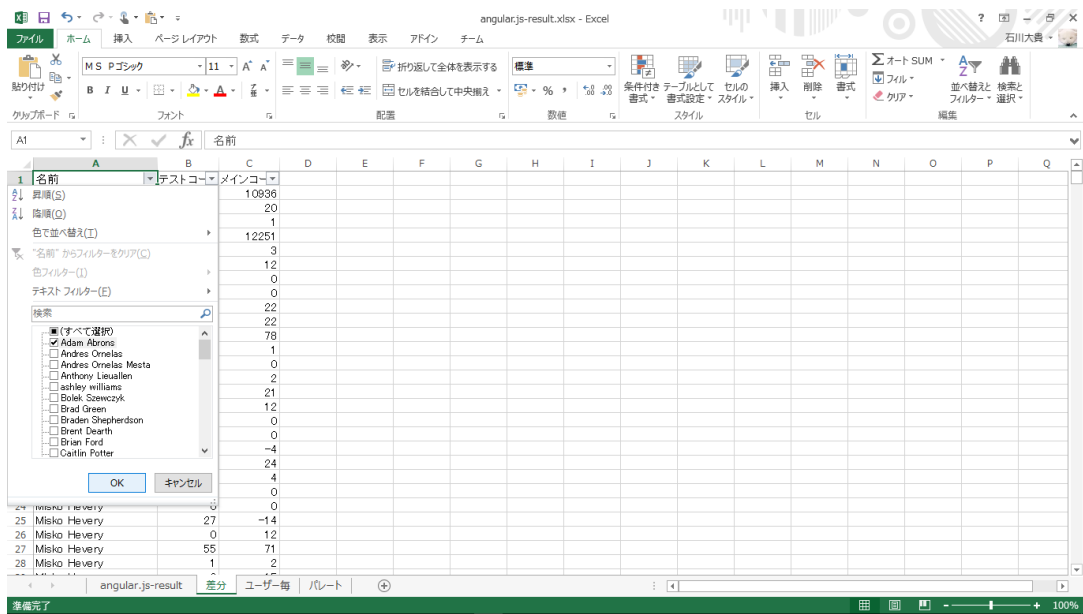 angular.js-result.xlsx - Excel
ファイル ホーム 挿入 ページ レイアウト 数式 データ 校閲 表示 アドイン チーム 石川大貴
MS Pゴシック 11 折り返して全体を表示する 標準 オート SUM
貼り付け B I U セルを結合して中央揃え % 条件付き書式 テーブルとして書式設定 セルのスタイル 挿入 削除 書式 フィル クリア 並べ替えとフィルター 検索と選択
クリップボード フォント 配置 数値 スタイル セル 編集
A1 fx 名前
A B C D E F G H I J K L M N O P Q
1 名前 テストコー メインコー
昇順(S) 10936
降順(O) 20
1
色で並べ替え(T) 12251
"名前" からフィルターをクリア(C) 3
12
色フィルター(I) 0
テキスト フィルター(F) 0
検索 22
22
(すべて選択) 78
Adam Abrons 1
Andres Ornelas 0
Andres Ornelas Mesta 2
Anthony Lieuallen 21
ashley williams 12
Bolek Szewczyk 0
Brad Green 0
Braden Shepherdson -4
Brent Dearth 24
Brian Ford 4
Caitlin Potter 0
OK キャンセル
24 Misko Hevery 0 0
25 Misko Hevery 27 -14
26 Misko Hevery 0 12
27 Misko Hevery 55 71
28 Misko Hevery 1 2
angular.js-result 差分 ユーザー毎 パレート
準備完了 100%